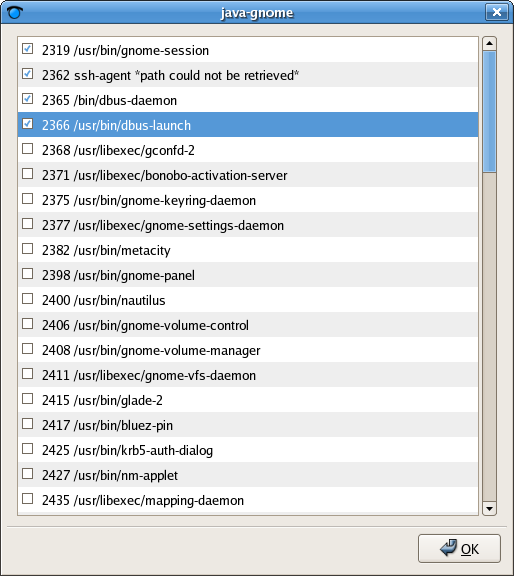 java-gnome
2319 /usr/bin/gnome-session
2362 ssh-agent *path could not be retrieved*
2365 /bin/dbus-daemon
2366 /usr/bin/dbus-launch
2368 /usr/libexec/gconfd-2
2371 /usr/libexec/bonobo-activation-server
2375 /usr/bin/gnome-keyring-daemon
2377 /usr/libexec/gnome-settings-daemon
2382 /usr/bin/metacity
2398 /usr/bin/gnome-panel
2400 /usr/bin/nautilus
2406 /usr/bin/gnome-volume-control
2408 /usr/bin/gnome-volume-manager
2411 /usr/libexec/gnome-vfs-daemon
2415 /usr/bin/glade-2
2417 /usr/bin/bluez-pin
2425 /usr/bin/krb5-auth-dialog
2427 /usr/bin/nm-applet
2435 /usr/libexec/mapping-daemon
OK